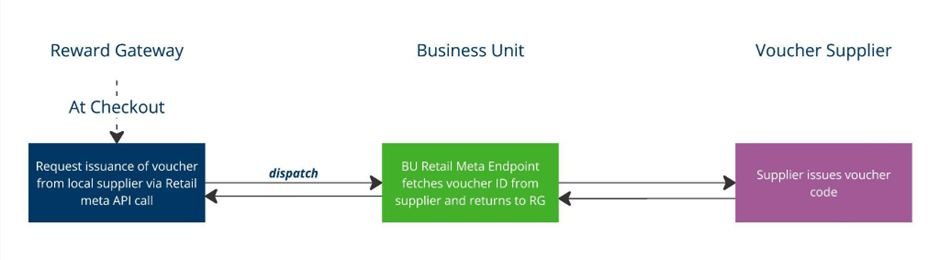 Reward Gateway
Business Unit
Voucher Supplier
At Checkout
Request issuance of voucher
from local supplier via Retail
meta API call
dispatch
BU Retail Meta Endpoint
fetches voucher ID from
supplier and returns to RG
Supplier issues voucher
code